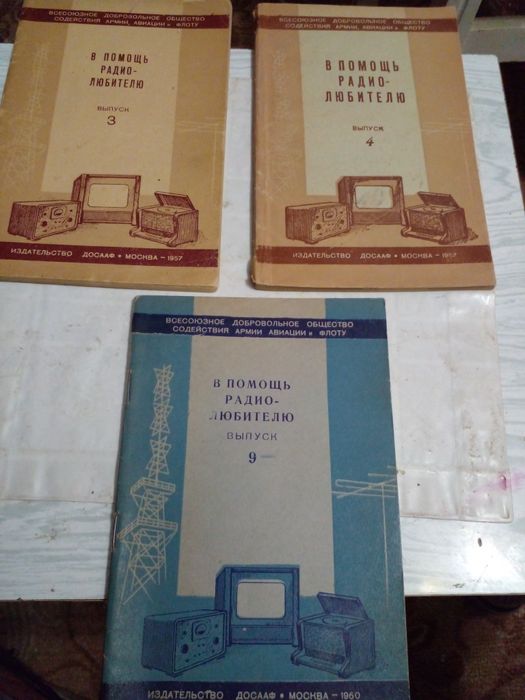 ВСЕСОЮЗНОЕ ДОБРОВОЛЬНОЕ ОБЩЕСТВО
СОДЕЙСТВИЯ АРМИИ, АВИАЦИИ и ФЛОТУ
В ПОМОЩЬ
РАДИО-
ЛЮБИТЕЛЮ
ВЫПУСК
3
ИЗДАТЕЛЬСТВО ДОСААФ • МОСКВА – 1957
ВСЕСОЮЗНОЕ ДОБРОВОЛЬНОЕ ОБЩЕСТВО
СОДЕЙСТВИЯ АРМИИ, АВИАЦИИ и ФЛОТУ
В ПОМОЩЬ
РАДИО-
ЛЮБИТЕЛЮ
ВЫПУСК
4
ИЗДАТЕЛЬСТВО ДОСААФ • МОСКВА – 1957
ВСЕСОЮЗНОЕ ДОБРОВОЛЬНОЕ ОБЩЕСТВО
СОДЕЙСТВИЯ АРМИИ АВИАЦИИ и ФЛОТУ
В ПОМОЩЬ
РАДИО-
ЛЮБИТЕЛЮ
ВЫПУСК
9
ИЗДАТЕЛЬСТВО ДОСААФ • МОСКВА – 1960